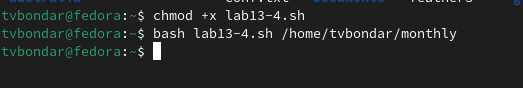 tvbondar@fedora:~$ chmod +x lab13-4.sh
tvbondar@fedora:~$ bash lab13-4.sh /home/tvbondar/monthly
tvbondar@fedora:~$